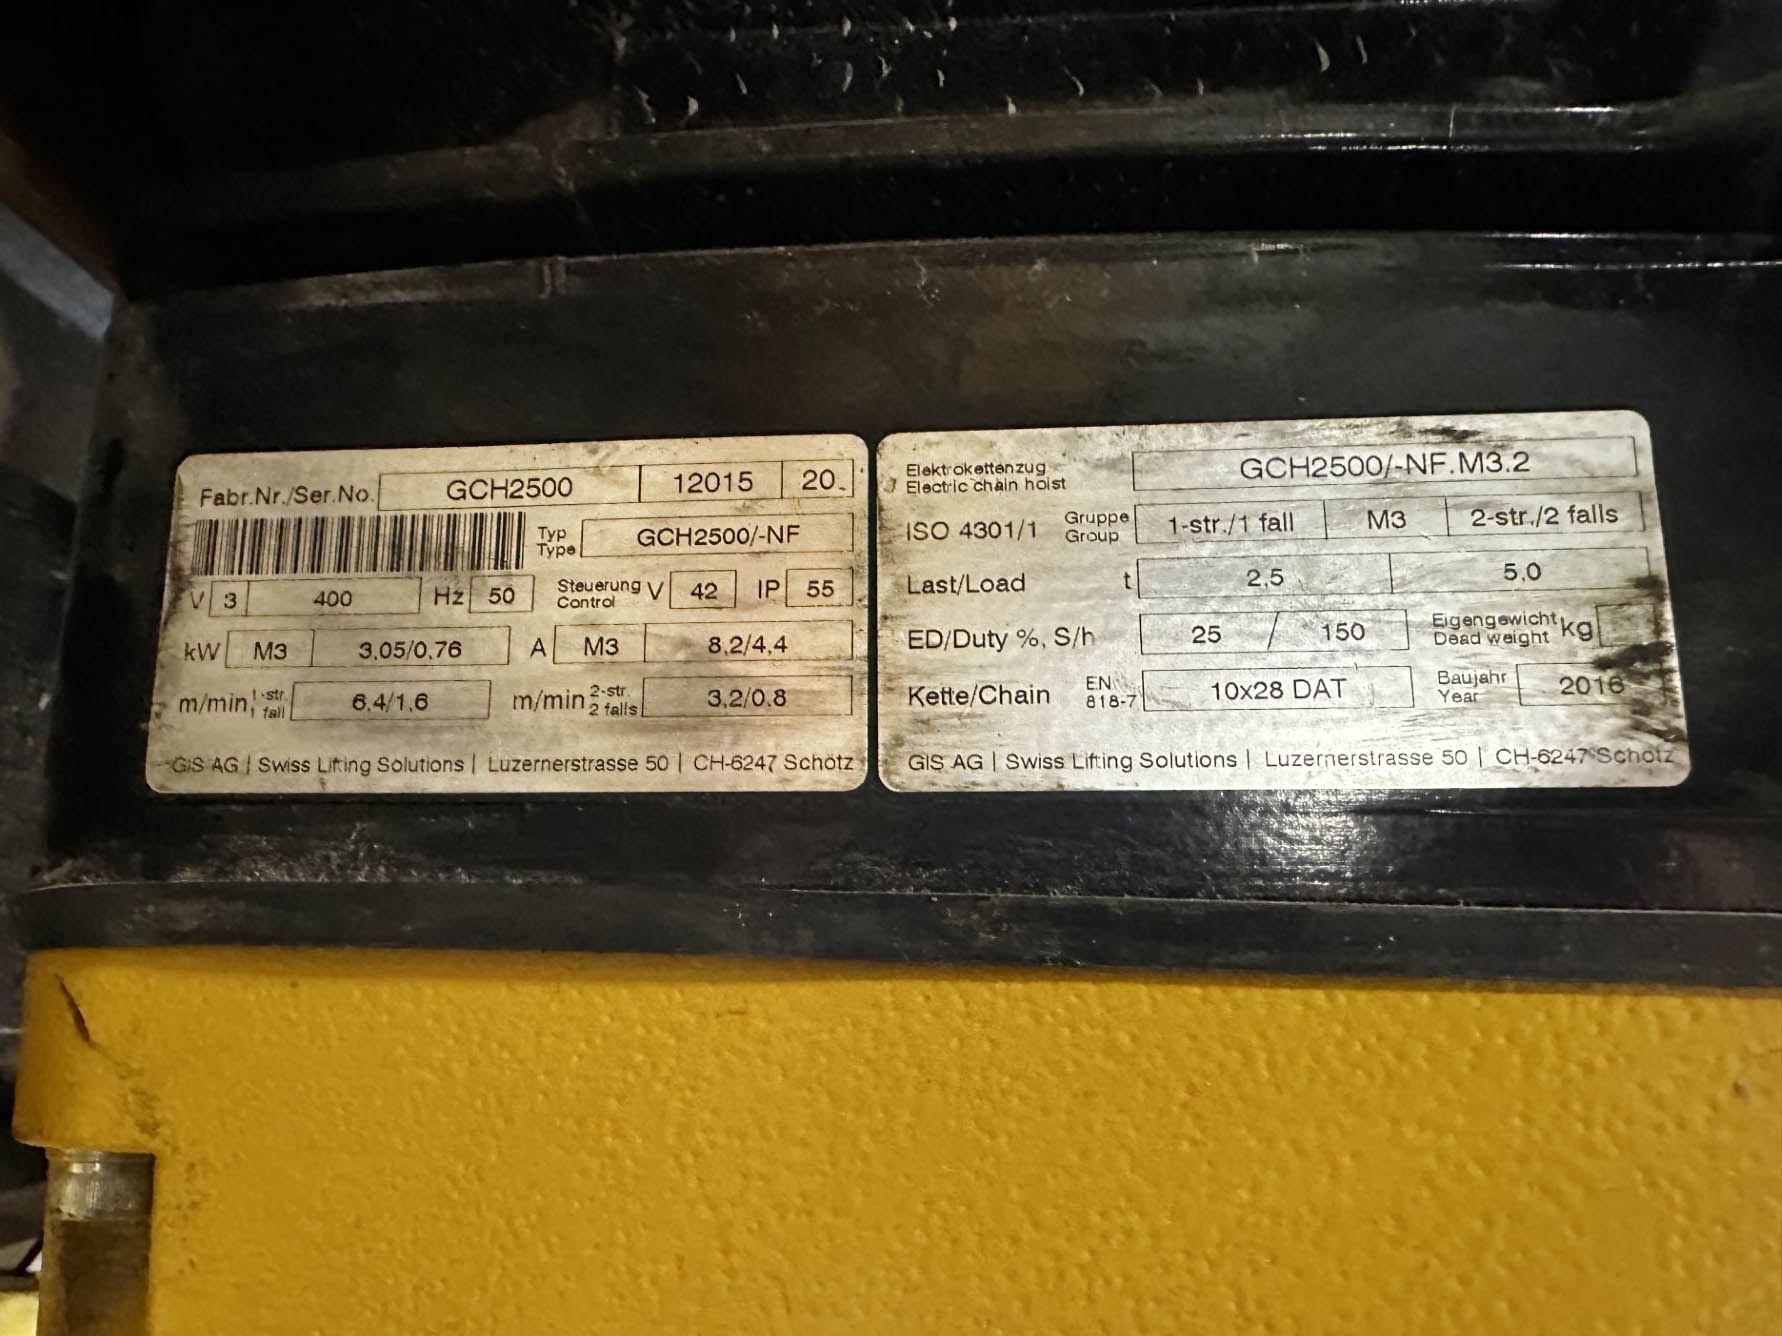 Fabr.Nr./Ser.No. GCH2500 12015 20.
Typ
Type GCH2500/-NF
V 3 400 Hz 50 Steuerung
Control V 42 IP 55
kW M3 3,05/0,76 A M3 8,2/4,4
m/min 1-str.
1 fall 6,4/1,6 m/min 2-str.
2 falls 3,2/0,8
GIS AG | Swiss Lifting Solutions | Luzernerstrasse 50 | CH-6247 Schötz
Elektrokettenzug
Electric chain hoist GCH2500/-NF.M3.2
ISO 4301/1 Gruppe
Group 1-str./1 fall M3 2-str./2 falls
Last/Load t 2,5 5,0
ED/Duty %, S/h 25 / 150 Eigengewicht
Dead weight kg
Kette/Chain EN
818-7 10x28 DAT Baujahr
Year 2016
GIS AG | Swiss Lifting Solutions | Luzernerstrasse 50 | CH-6247 Schötz